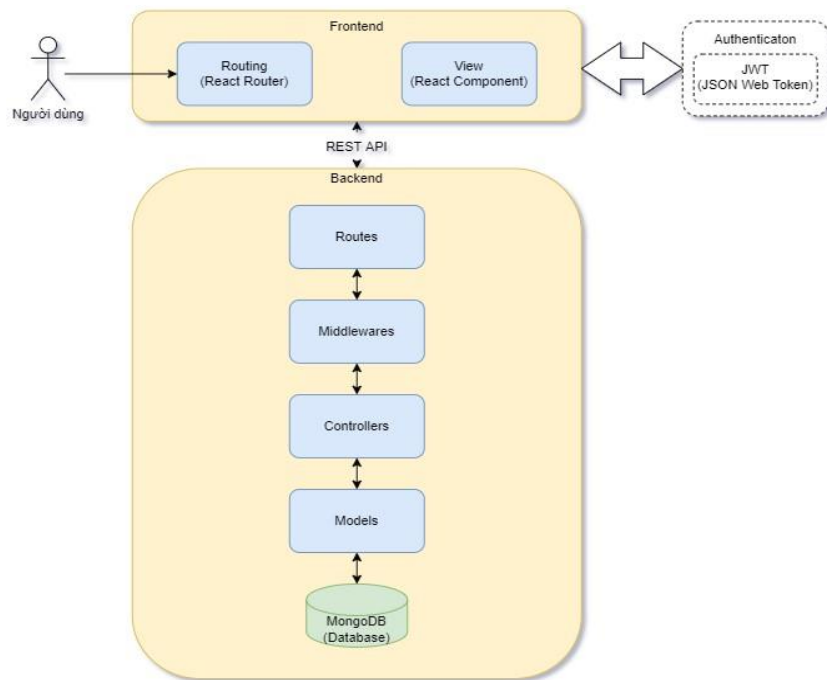 Frontend
Routing
(React Router)
View
(React Component)
Authenticaton
JWT
(JSON Web Token)
Người dùng
REST API
Backend
Routes
Middlewares
Controllers
Models
MongoDB
(Database)